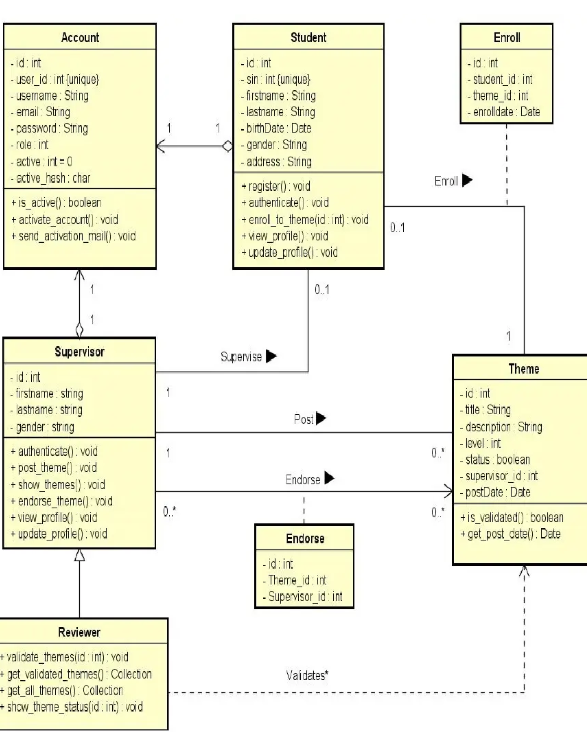 Account
- id : int
- user_id : int {unique}
- username : String
- email : String
- password : String
- role : int
- active : int = 0
- active_hash : char
+ is_active() : boolean
+ activate_account() : void
+ send_activation_mail() : void
Student
- id : int
- sin : int {unique}
- firstname : String
- lastname : String
- birthDate : Date
- gender : String
- address : String
+ register() : void
+ authenticate() : void
+ enroll_to_theme(id : int) : void
+ view_profile() : void
+ update_profile() : void
Enroll
- id : int
- student_id : int
- theme_id : int
- enrolldate : Date
1
1
Enroll
0..1
1
1
1
0..1
Supervise
1
Supervisor
- id : int
- firstname : string
- lastname : string
- gender : string
+ authenticate() : void
+ post_theme() : void
+ show_themes() : void
+ endorse_theme() : void
+ view_profile() : void
+ update_profile() : void
Post
1
0..*
Endorse
0..*
0..*
Theme
- id : int
- title : String
- description : String
- level : int
- status : boolean
- supervisor_id : int
- postDate : Date
+ is_validated() : boolean
+ get_post_date() : Date
Endorse
- id : int
- Theme_id : int
- Supervisor_id : int
Reviewer
+ validate_themes(id : int) : void
+ get_validated_themes() : Collection
+ get_all_themes() : Collection
+ show_theme_status(id : int) : void
Validates*